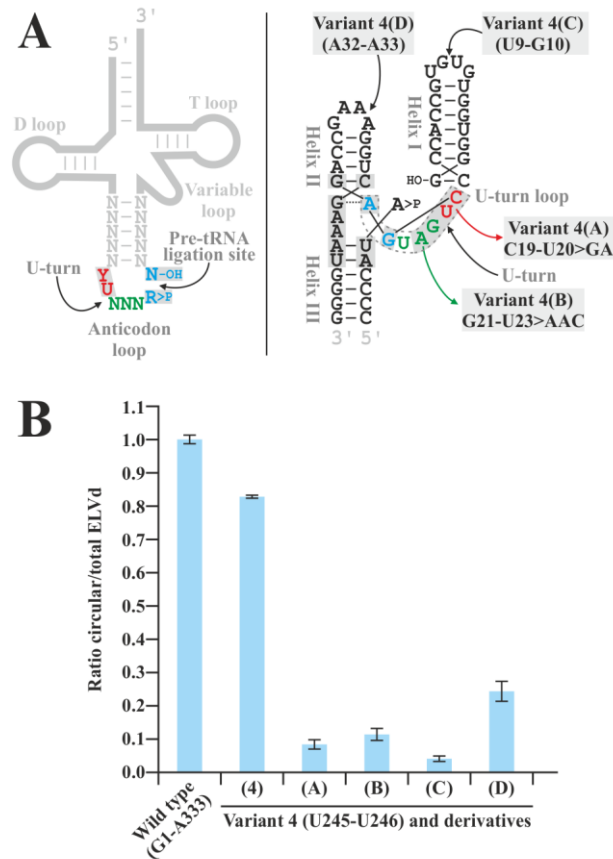 A
5'
3'
D loop
T loop
Variable
loop
Pre-tRNA
ligation site
U-turn
Y
U
NNN
N-OH
R>P
Anticodon
loop
Variant 4(D)
(A32-A33)
Variant 4(C)
(U9-G10)
Helix II
Helix I
HO-
A>P
U-turn loop
A
G U A G U C
Variant 4(A)
C19-U20>GA
U-turn
Variant 4(B)
G21-U23>AAC
Helix III
3' 5'
B
Ratio circular/total ELVd
1.1
1.0
0.9
0.8
0.7
0.6
0.5
0.4
0.3
0.2
0.1
0.0
Wild type
(G1-A333)
(4) (A) (B) (C) (D)
Variant 4 (U245-U246) and derivatives